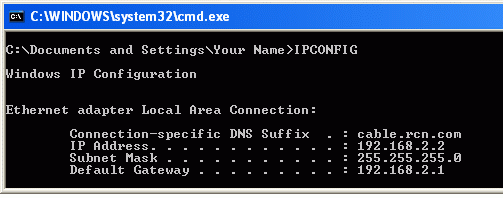 C:\WINDOWS\system32\cmd.exe
C:\Documents and Settings\Your Name>IPCONFIG
Windows IP Configuration
Ethernet adapter Local Area Connection:
Connection-specific DNS Suffix . : cable.rcn.com
IP Address. . . . . . . . . . . . : 192.168.2.2
Subnet Mask . . . . . . . . . . . : 255.255.255.0
Default Gateway . . . . . . . . . : 192.168.2.1